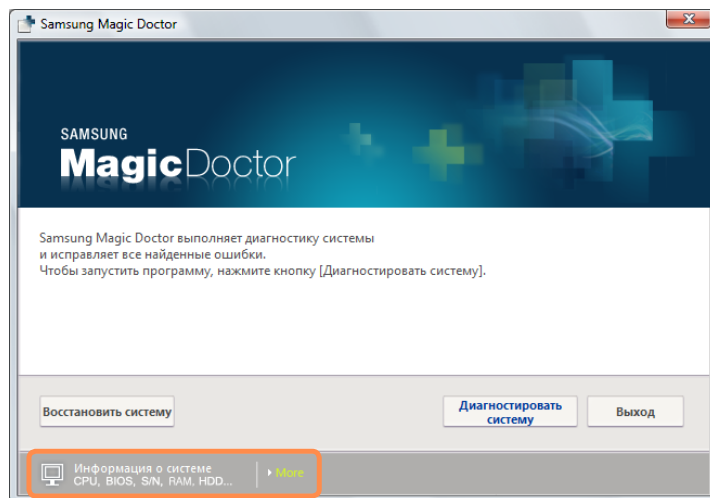 Samsung Magic Doctor
SAMSUNG
MagicDoctor
Samsung Magic Doctor выполняет диагностику системы
и исправляет все найденные ошибки.
Чтобы запустить программу, нажмите кнопку [Диагностировать систему].
Восстановить систему
Диагностировать
систему
Выход
Информация о системе
CPU, BIOS, S/N, RAM, HDD...
More